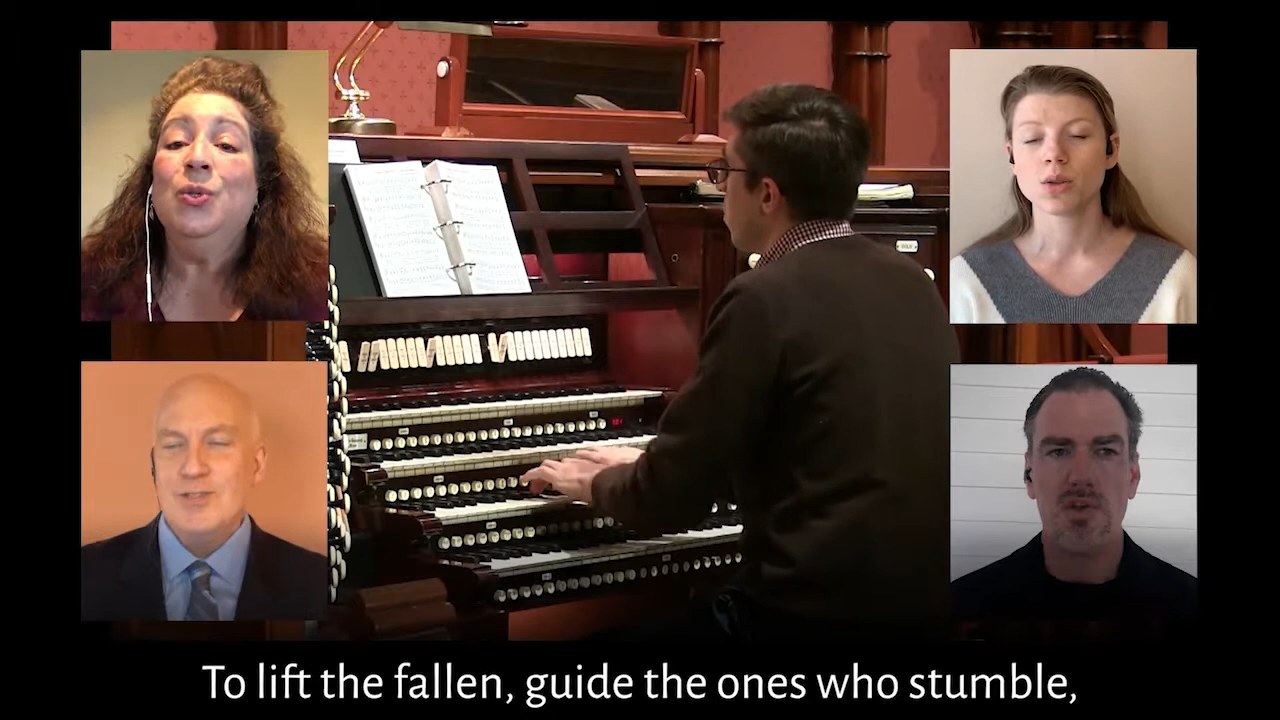 To lift the fallen, guide the ones who stumble,